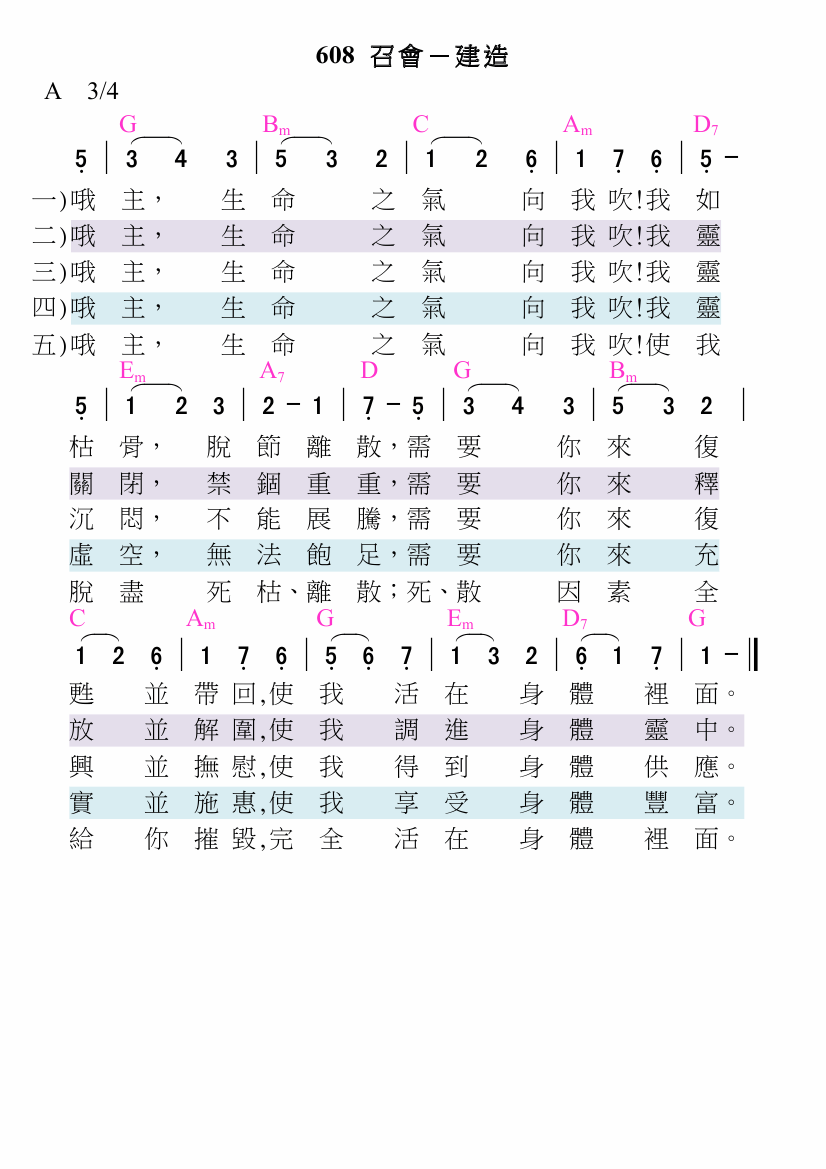 608 召會－建造
A 3/4
G Bm C Am D7
5̣ | 3 4 3 | 5 3 2 | 1 2 6̣ | 1 7̣ 6̣ | 5̣ －
一)哦 主， 生 命 之 氣 向 我 吹!我 如
二)哦 主， 生 命 之 氣 向 我 吹!我 靈
三)哦 主， 生 命 之 氣 向 我 吹!我 靈
四)哦 主， 生 命 之 氣 向 我 吹!我 靈
五)哦 主， 生 命 之 氣 向 我 吹!使 我
Em A7 D G Bm
5̣ | 1 2 3 | 2 － 1 | 7̣ － 5̣ | 3 4 3 | 5 3 2 |
枯 骨， 脫 節 離 散，需 要 你 來 復
關 閉， 禁 錮 重 重，需 要 你 來 釋
沉 悶， 不 能 展 騰，需 要 你 來 復
虛 空， 無 法 飽 足，需 要 你 來 充
脫 盡 死 枯、離 散；死、散 因 素 全
C Am G Em D7 G
1 2 6̣ | 1 7̣ 6̣ | 5̣ 6̣ 7̣ | 1 3 2 | 6̣ 1 7̣ | 1 － ‖
甦 並 帶 回,使 我 活 在 身 體 裡 面。
放 並 解 圍,使 我 調 進 身 體 靈 中。
興 並 撫 慰,使 我 得 到 身 體 供 應。
實 並 施 惠,使 我 享 受 身 體 豐 富。
給 你 摧 毀,完 全 活 在 身 體 裡 面。